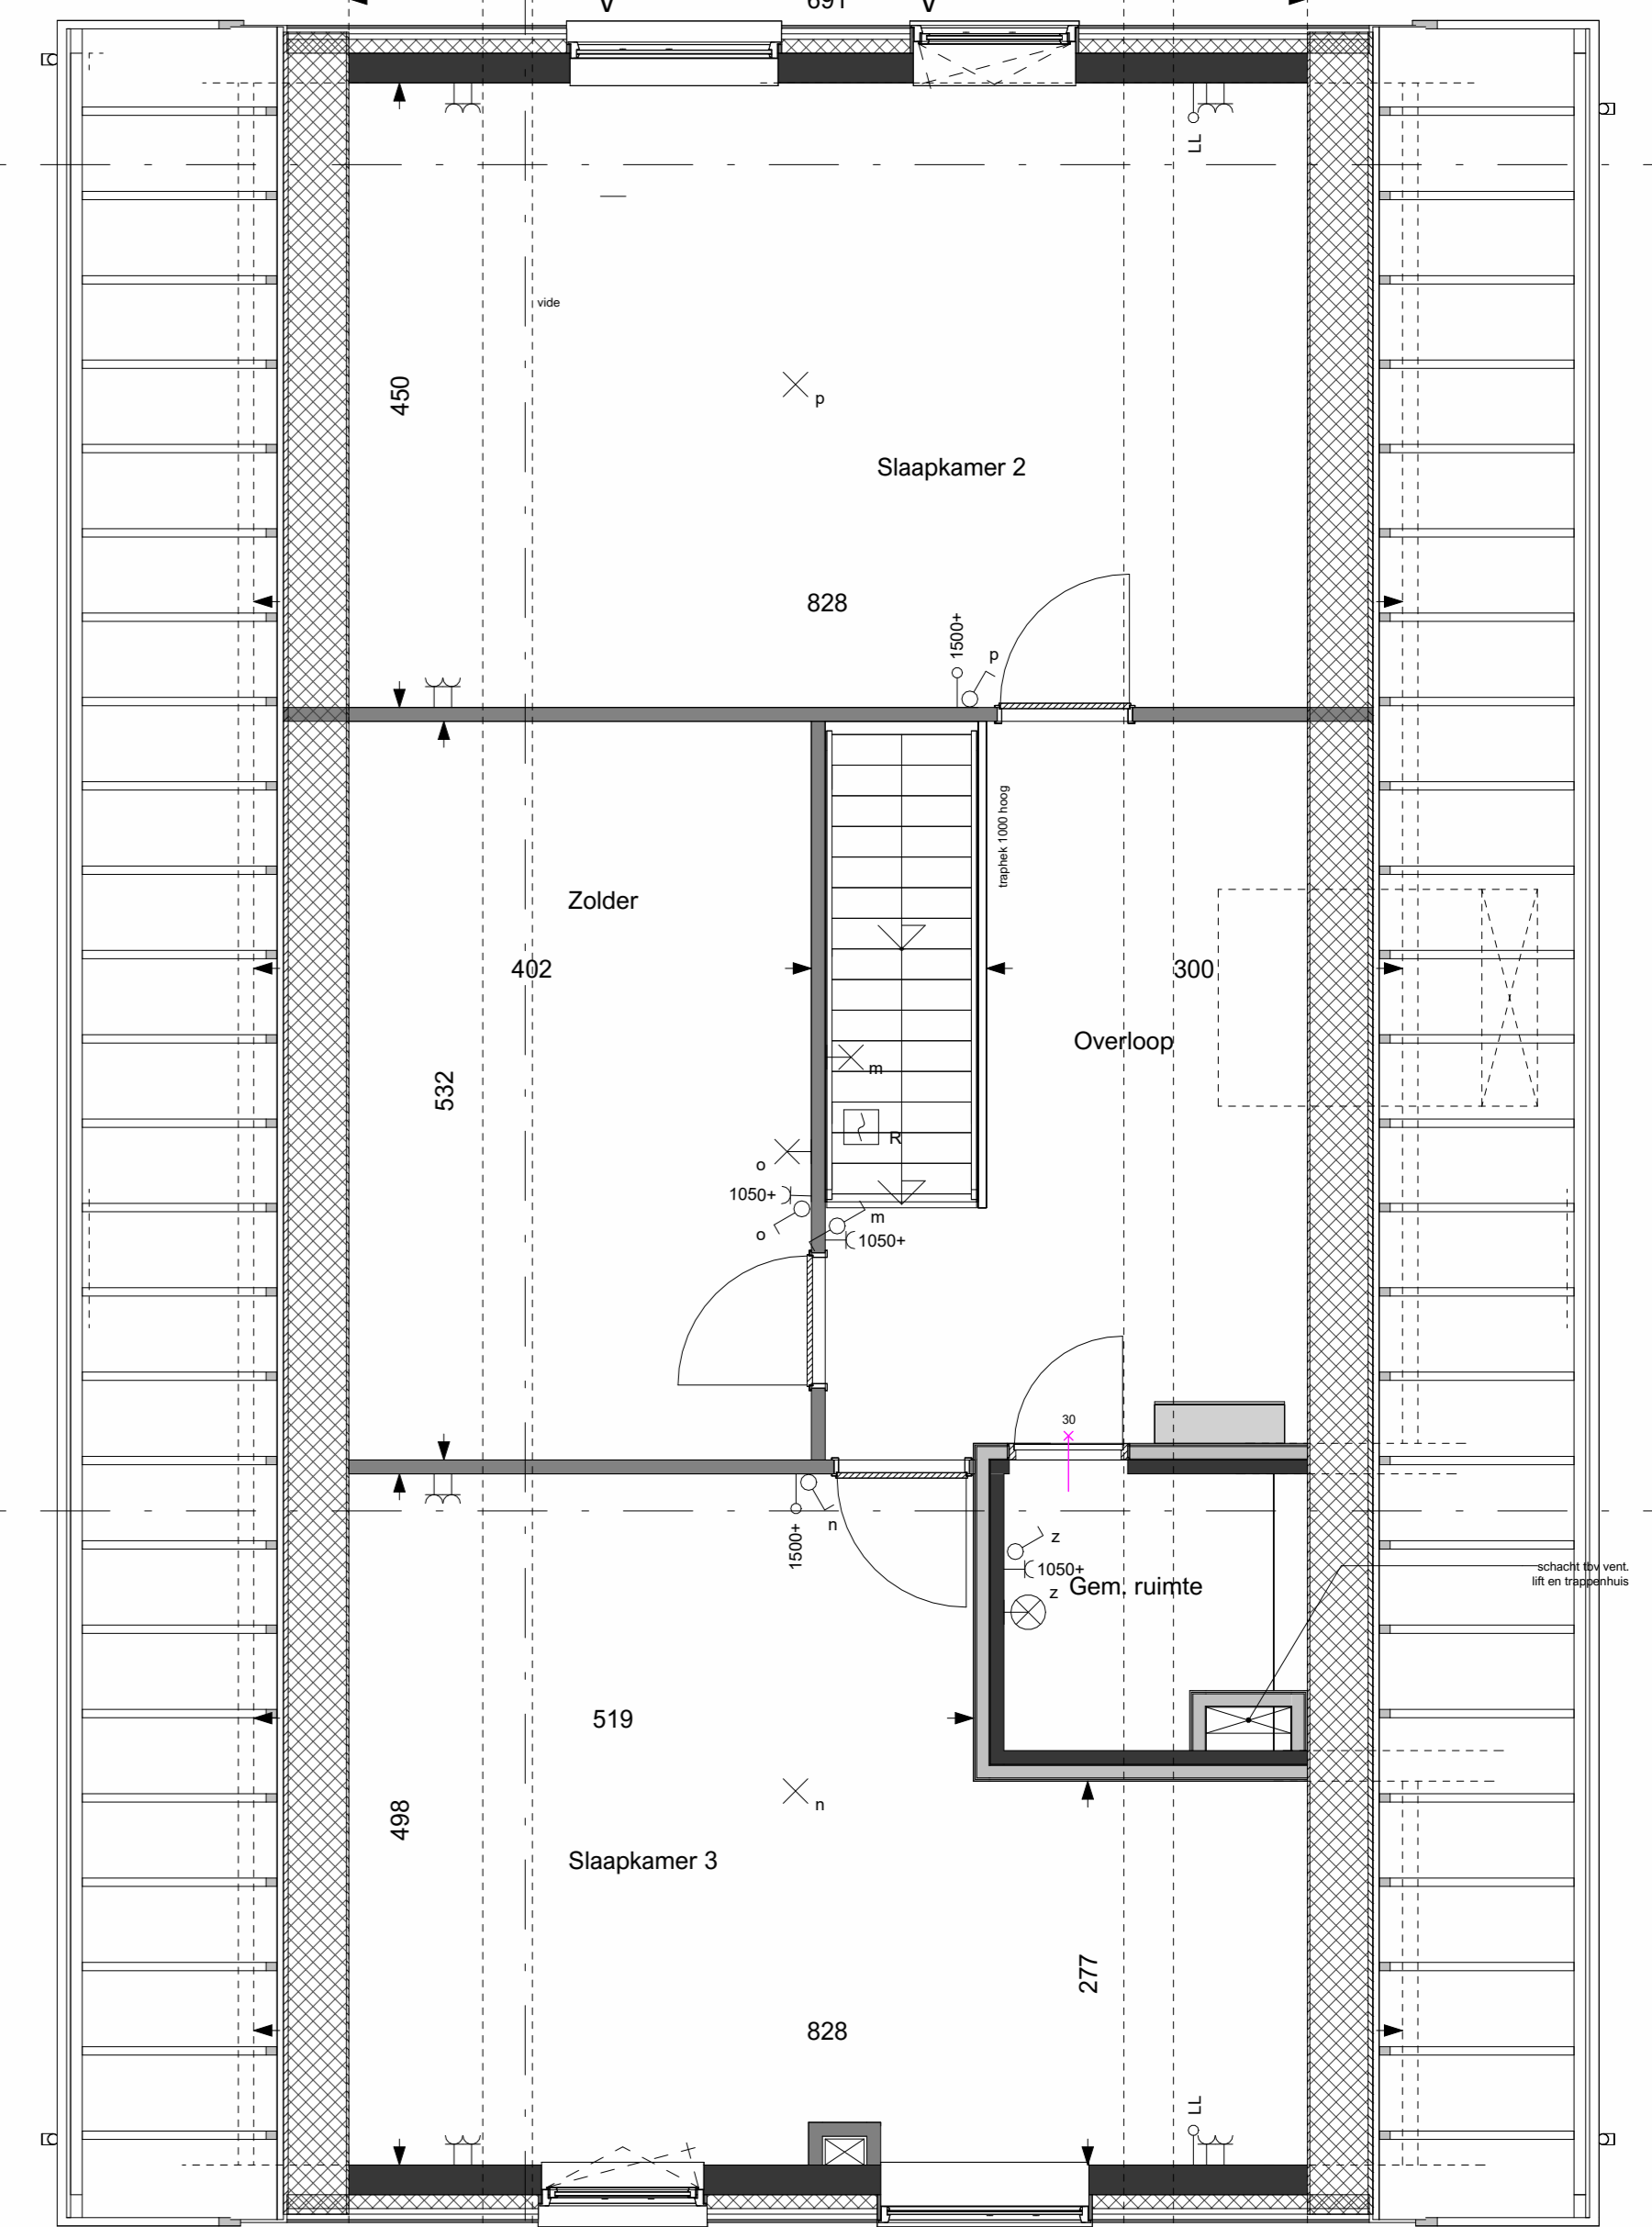 691
V
V
LL
vide
450
p
Slaapkamer 2
828
1500+
p
traphek 1000 hoog
Zolder
402
300
Overloop
532
m
R
o
1050+
o
m
1050+
30
1500+
n
z
1050+
z
Gem. ruimte
schacht tbv vent.
lift en trappenhuis
519
498
n
Slaapkamer 3
277
828
LL